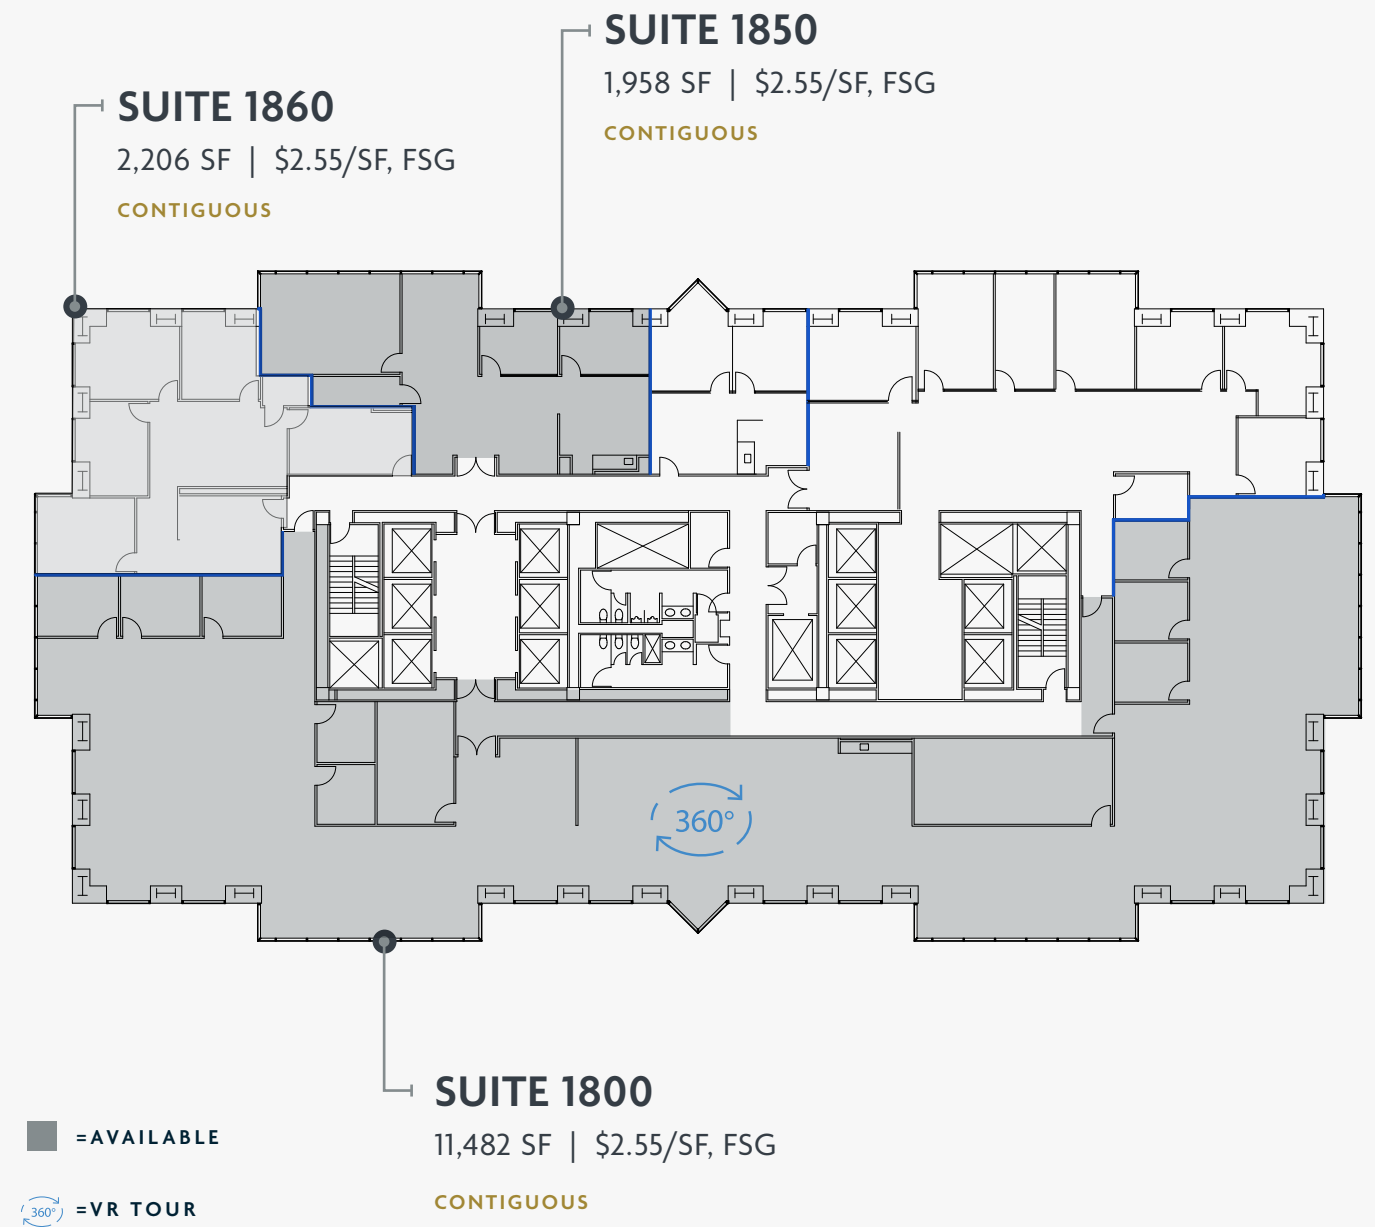 SUITE 1850
1,958 SF | $2.55/SF, FSG
CONTIGUOUS
SUITE 1860
2,206 SF | $2.55/SF, FSG
CONTIGUOUS
360°
SUITE 1800
11,482 SF | $2.55/SF, FSG
CONTIGUOUS
=AVAILABLE
360° =VR TOUR